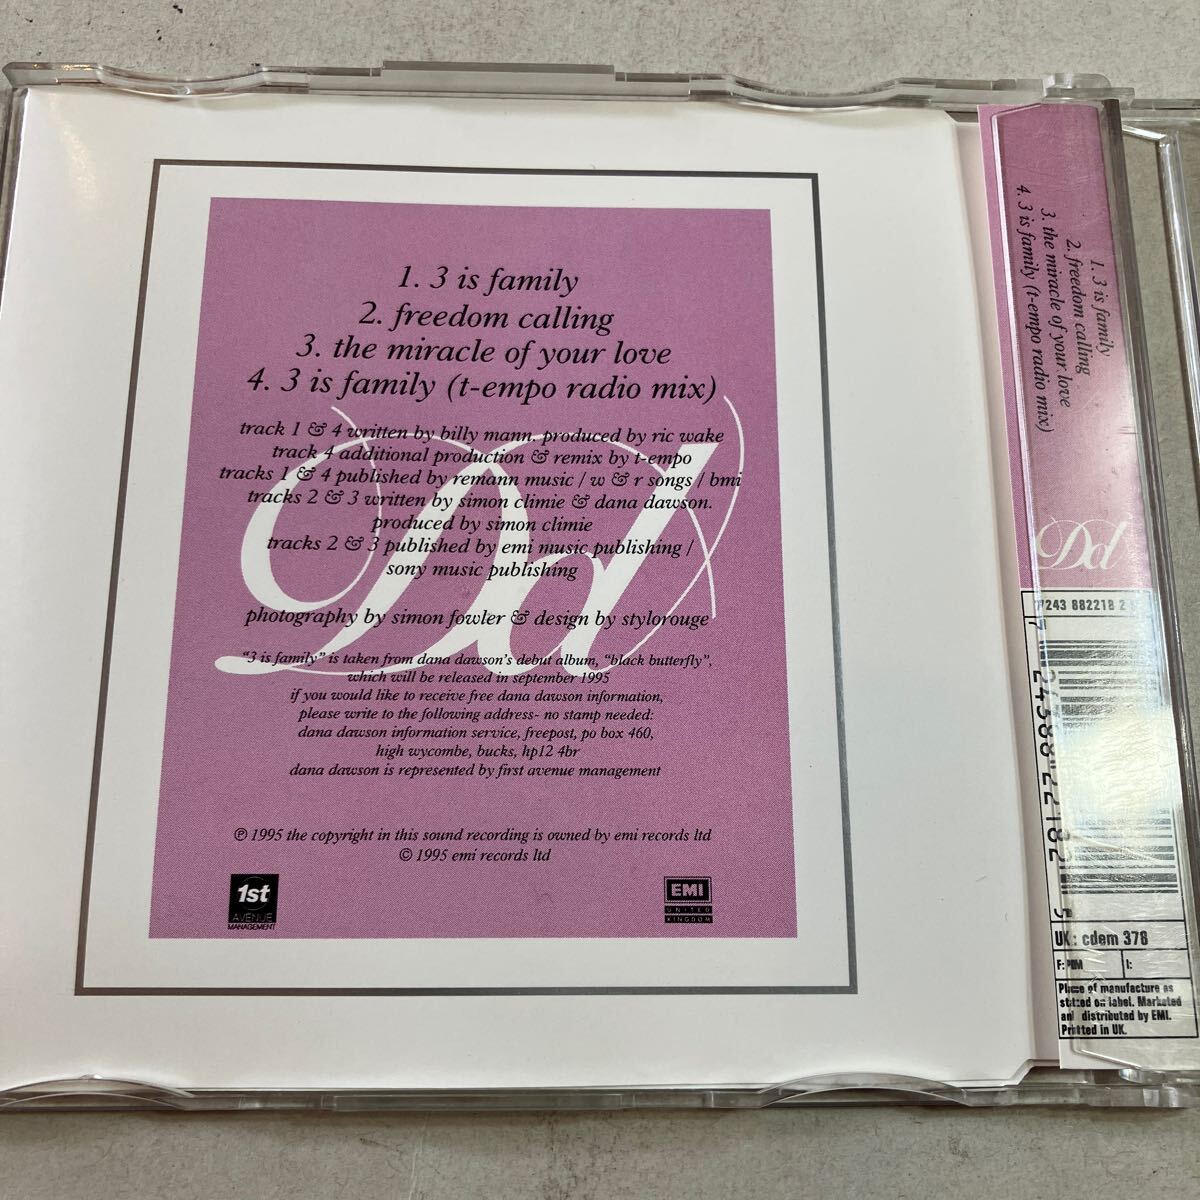 1. 3 is family
2. freedom calling
3. the miracle of your love
4. 3 is family (t-empo radio mix)
track 1 & 4 written by billy mann. produced by ric wake
track 4 additional production & remix by t-empo
tracks 1 & 4 published by remann music / w & r songs / bmi
tracks 2 & 3 written by simon climie & dana dawson.
produced by simon climie
tracks 2 & 3 published by emi music publishing /
sony music publishing
Dd
photography by simon fowler & design by stylorouge
"3 is family" is taken from dana dawson's debut album, "black butterfly",
which will be released in september 1995
if you would like to receive free dana dawson information,
please write to the following address- no stamp needed:
dana dawson information service, freepost, po box 460,
high wycombe, bucks, hp12 4br
dana dawson is represented by first avenue management
℗ 1995 the copyright in this sound recording is owned by emi records ltd
© 1995 emi records ltd
1st
AVENUE
MANAGEMENT
EMI
UNITED
KINGDOM
1. 3 is family
2. freedom calling
3. the miracle of your love
4. 3 is family (t-empo radio mix)
Dd
7243 882218 2
7 24388 22182 5
UK: cdem 378
F: PM
I:
Place of manufacture as
stated on label. Marketed
and distributed by EMI.
Printed in UK.